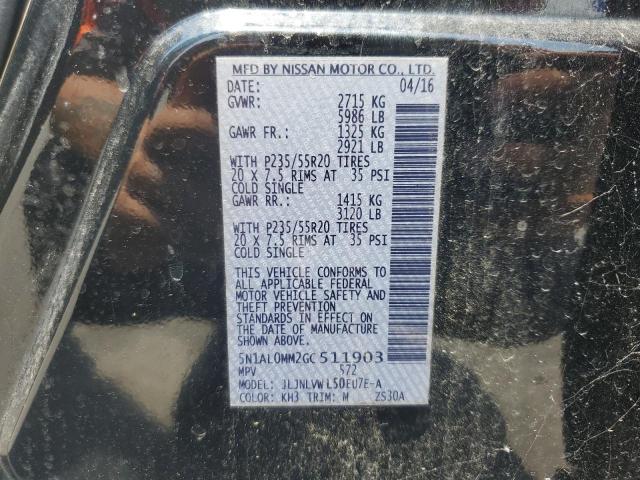 MFD BY NISSAN MOTOR CO., LTD.
DATE: 04/16
GVWR: 2715 KG
5986 LB
GAWR FR.: 1325 KG
2921 LB
WITH P235/55R20 TIRES
20 X 7.5 RIMS AT 35 PSI
COLD SINGLE
GAWR RR.: 1415 KG
3120 LB
WITH P235/55R20 TIRES
20 X 7.5 RIMS AT 35 PSI
COLD SINGLE
THIS VEHICLE CONFORMS TO
ALL APPLICABLE FEDERAL
MOTOR VEHICLE SAFETY AND
THEFT PREVENTION
STANDARDS IN EFFECT ON
THE DATE OF MANUFACTURE
SHOWN ABOVE.
5N1AL0MM2GC 511903
MPV 572
MODEL: JLJNLVW L50EU7E-A
COLOR: KH3 TRIM: M ZS30A